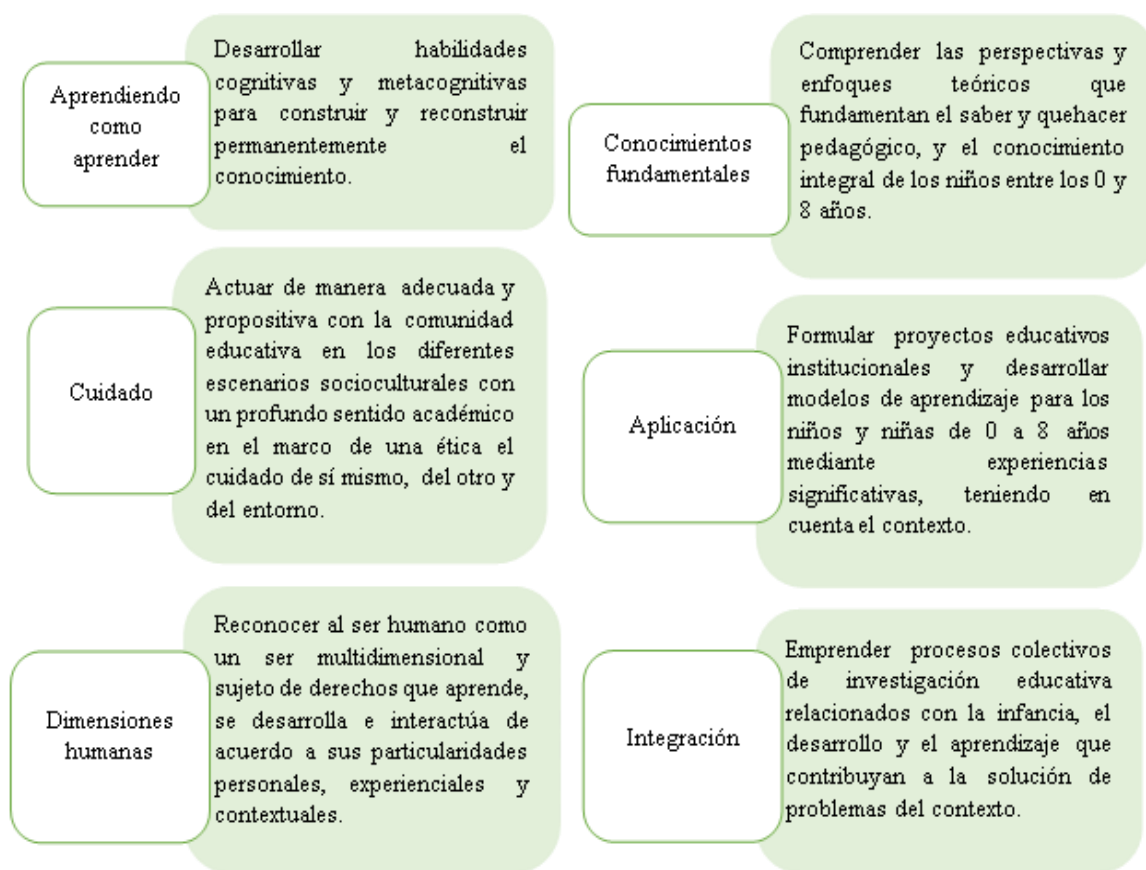 Aprendiendo
como
aprender
Desarrollar habilidades
cognitivas y metacognitivas
para construir y reconstruir
permanentemente el
conocimiento.
Conocimientos
fundamentales
Comprender las perspectivas y
enfoques teóricos que
fundamentan el saber y quehacer
pedagógico, y el conocimiento
integral de los niños entre los 0 y
8 años.
Cuidado
Actuar de manera adecuada y
propositiva con la comunidad
educativa en los diferentes
escenarios socioculturales con
un profundo sentido académico
en el marco de una ética el
cuidado de sí mismo, del otro y
del entorno.
Aplicación
Formular proyectos educativos
institucionales y desarrollar
modelos de aprendizaje para los
niños y niñas de 0 a 8 años
mediante experiencias
significativas, teniendo en
cuenta el contexto.
Dimensiones
humanas
Reconocer al ser humano como
un ser multidimensional y
sujeto de derechos que aprende,
se desarrolla e interactúa de
acuerdo a sus particularidades
personales, experienciales y
contextuales.
Integración
Emprender procesos colectivos
de investigación educativa
relacionados con la infancia, el
desarrollo y el aprendizaje que
contribuyan a la solución de
problemas del contexto.